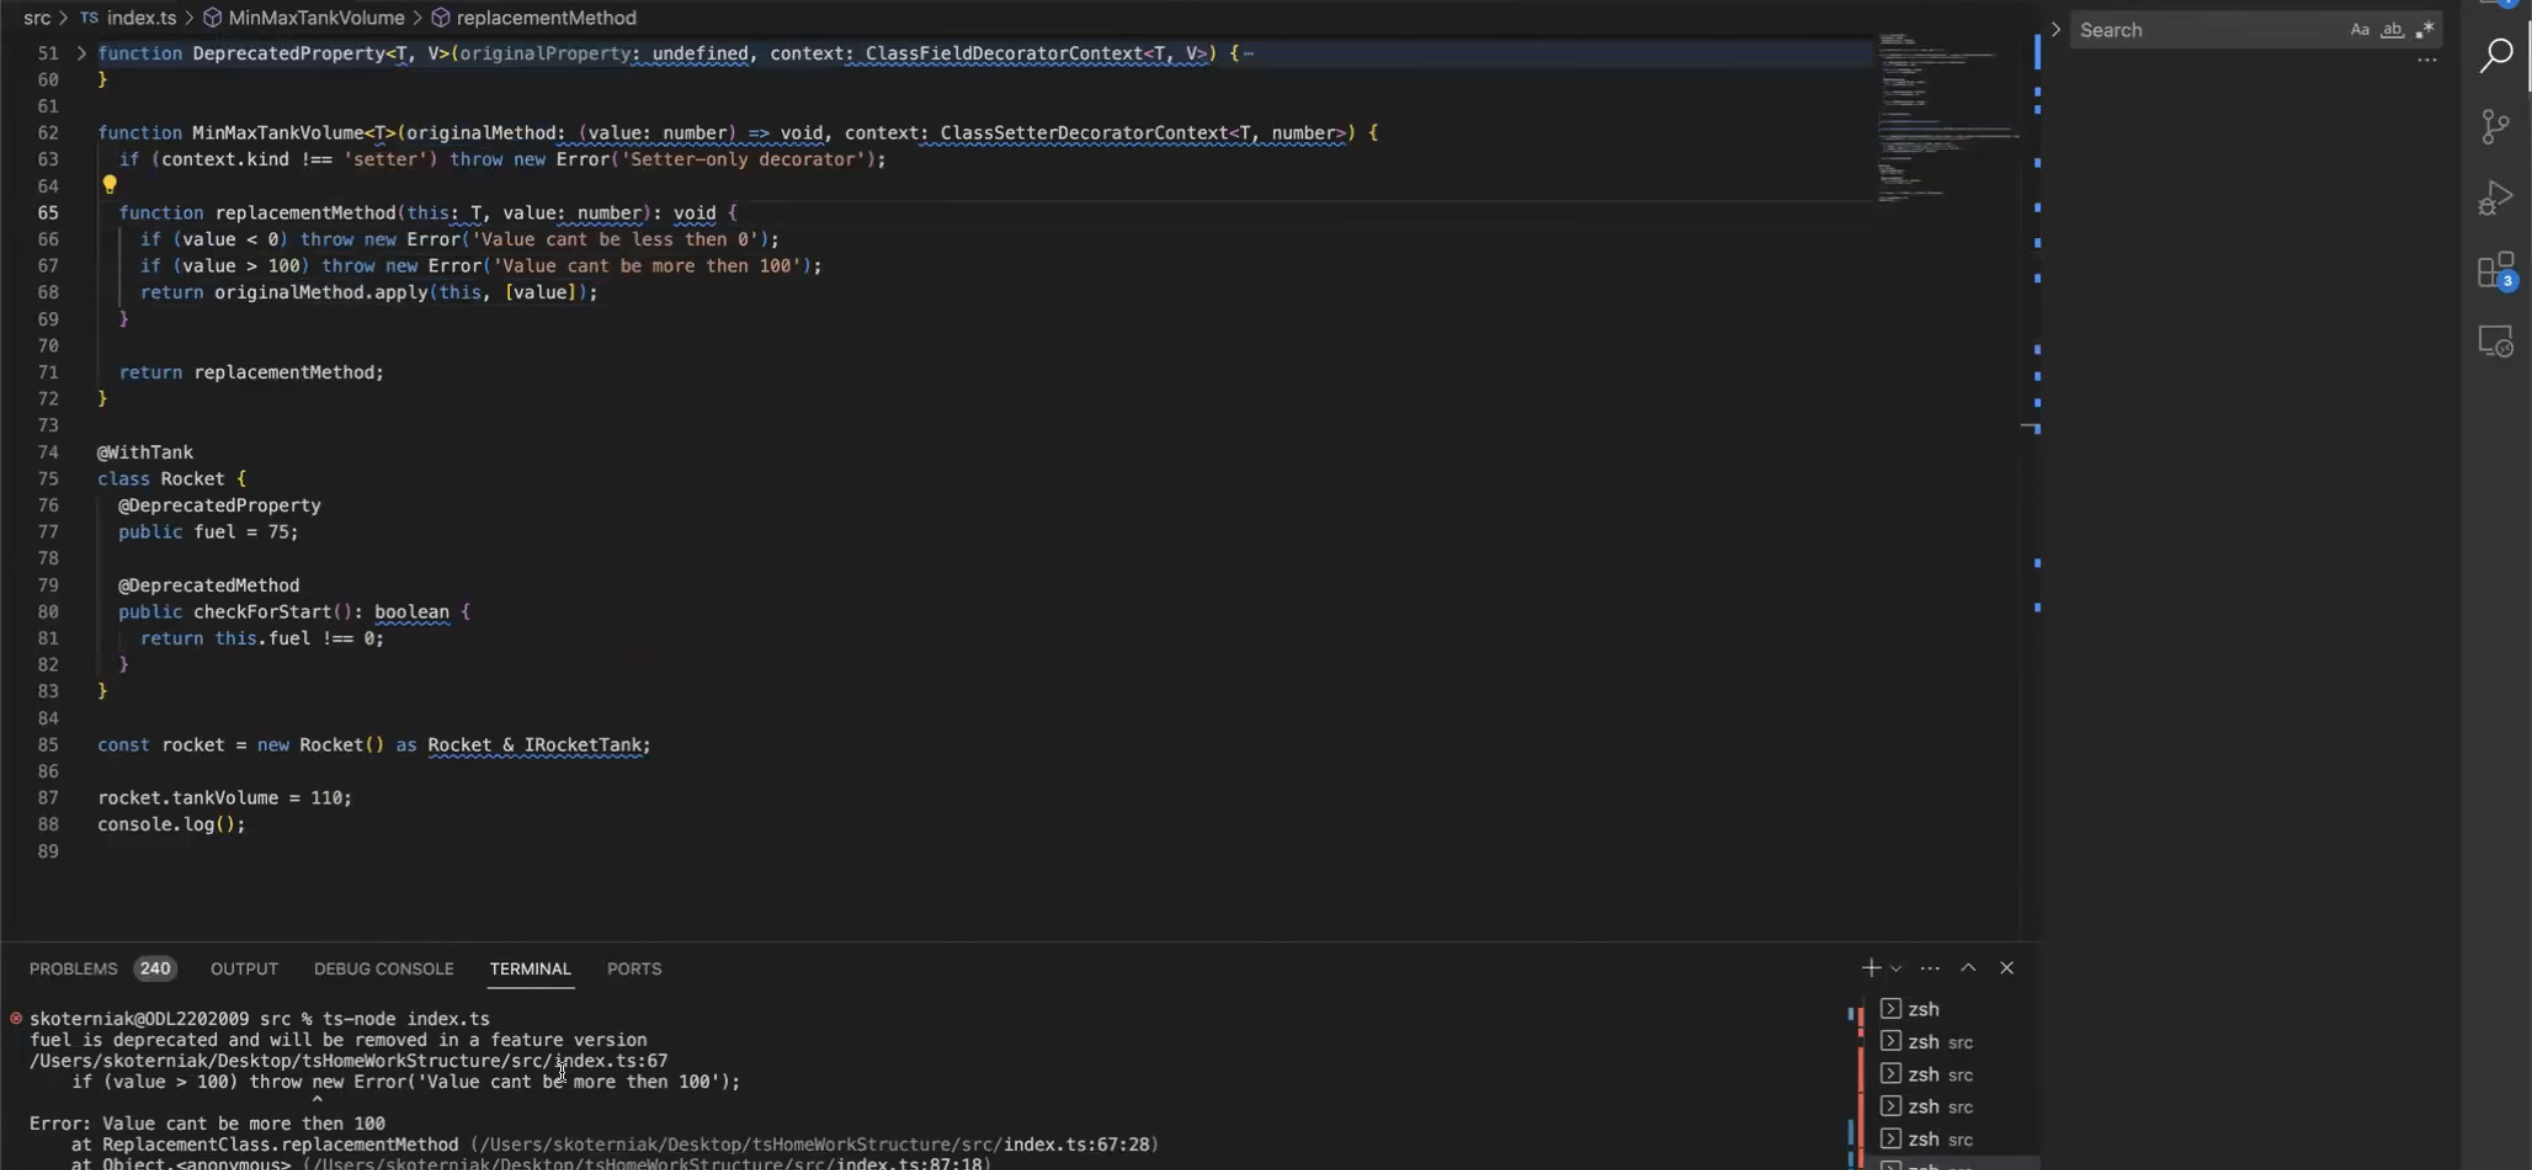 src > TS index.ts > MinMaxTankVolume > replacementMethod
51 > function DeprecatedProperty<T, V>(originalProperty: undefined, context: ClassFieldDecoratorContext<T, V>) {
60 }
61
62 function MinMaxTankVolume<T>(originalMethod: (value: number) => void, context: ClassSetterDecoratorContext<T, number>) {
63 if (context.kind !== 'setter') throw new Error('Setter-only decorator');
64
65 function replacementMethod(this: T, value: number): void {
66 if (value < 0) throw new Error('Value cant be less then 0');
67 if (value > 100) throw new Error('Value cant be more then 100');
68 return originalMethod.apply(this, [value]);
69 }
70
71 return replacementMethod;
72 }
73
74 @WithTank
75 class Rocket {
76 @DeprecatedProperty
77 public fuel = 75;
78
79 @DeprecatedMethod
80 public checkForStart(): boolean {
81 return this.fuel !== 0;
82 }
83 }
84
85 const rocket = new Rocket() as Rocket & IRocketTank;
86
87 rocket.tankVolume = 110;
88 console.log();
89
Search Aa ab .*
3
PROBLEMS 240 OUTPUT DEBUG CONSOLE TERMINAL PORTS
skoterniak@ODL2202009 src % ts-node index.ts
fuel is deprecated and will be removed in a feature version
/Users/skoterniak/Desktop/tsHomeWorkStructure/src/index.ts:67
if (value > 100) throw new Error('Value cant be more then 100');
^
Error: Value cant be more then 100
at ReplacementClass.replacementMethod (/Users/skoterniak/Desktop/tsHomeWorkStructure/src/index.ts:67:28)
at Object.<anonymous> (/Users/skoterniak/Desktop/tsHomeWorkStructure/src/index.ts:87:18)
zsh
zsh src
zsh src
zsh src
zsh src